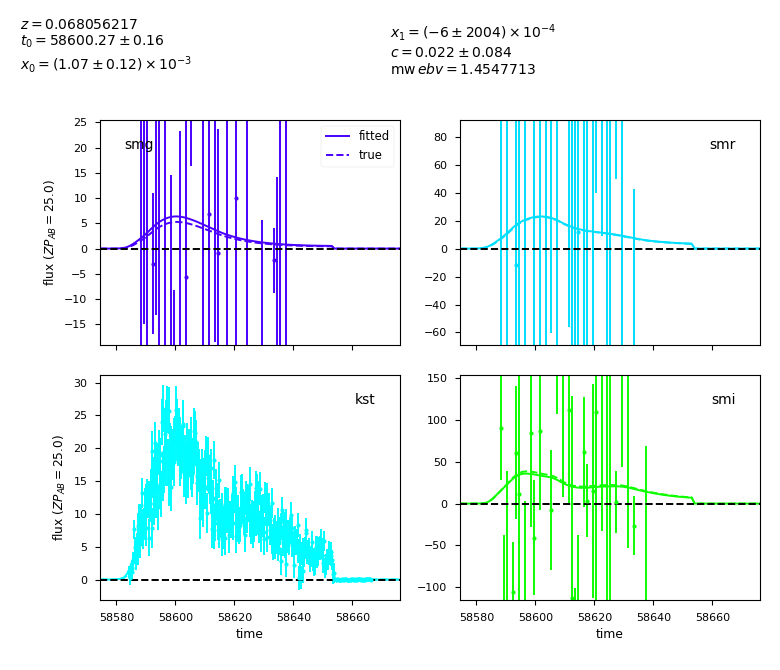 z = 0.068056217
t₀ = 58600.27 ± 0.16
x₀ = (1.07 ± 0.12) × 10⁻³
x₁ = (−6 ± 2004) × 10⁻⁴
c = 0.022 ± 0.084
mw ebv = 1.4547713
smg
fitted
true
25
20
15
10
5
0
−5
−10
−15
flux (ZP_AB = 25.0)
smr
80
60
40
20
0
−20
−40
−60
kst
30
25
20
15
10
5
0
flux (ZP_AB = 25.0)
58580 58600 58620 58640 58660
time
smi
150
100
50
0
−50
−100
58580 58600 58620 58640 58660
time